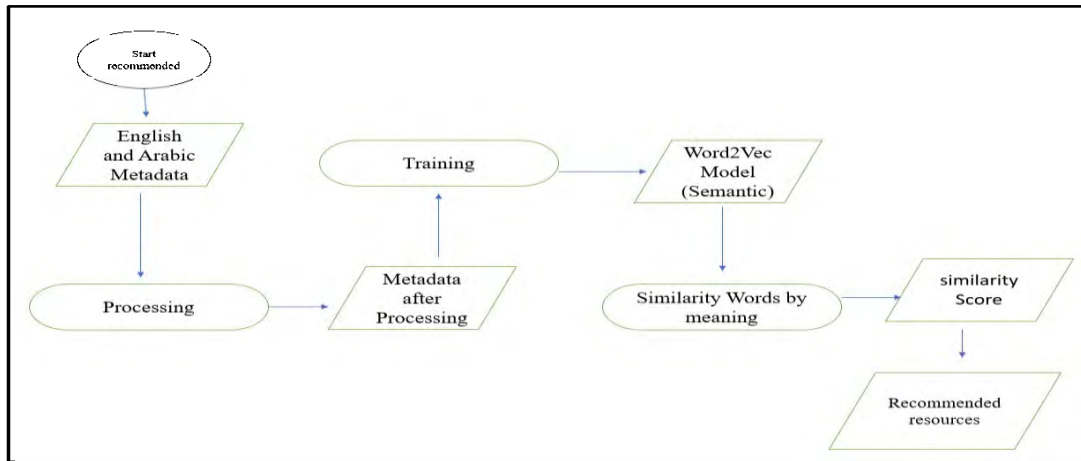 Start
recommended
English
and Arabic
Metadata
Processing
Metadada
after
Processing
Training
Word2Vec
Model
(Semantic)
Similarity Words by
meaning
similarity
Score
Recommended
resources